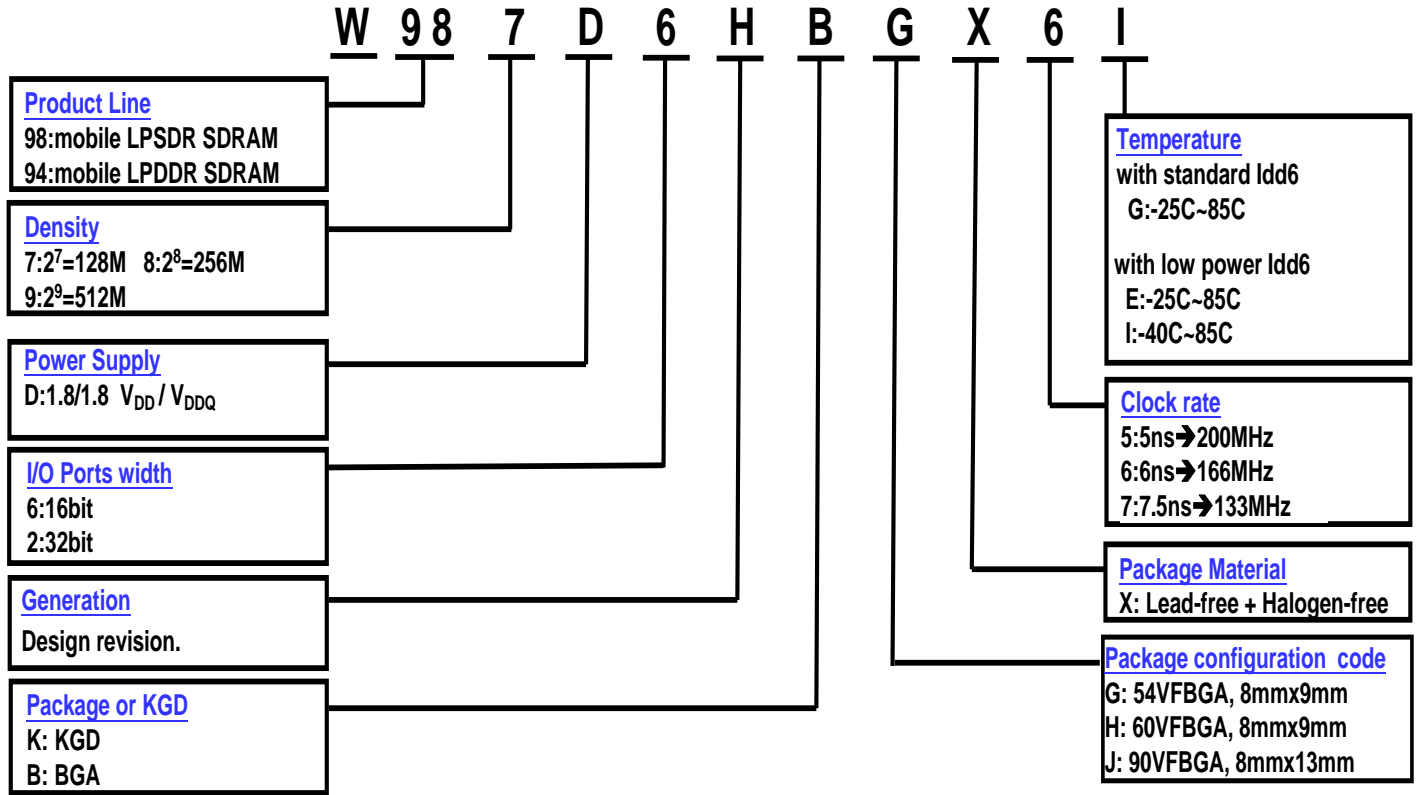 W 98 7 D 6 H B G X 6 I
Product Line
98:mobile LPSDR SDRAM
94:mobile LPDDR SDRAM
Density
7:2⁷=128M 8:2⁸=256M
9:2⁹=512M
Power Supply
D:1.8/1.8 V_DD / V_DDQ
I/O Ports width
6:16bit
2:32bit
Generation
Design revision.
Package or KGD
K: KGD
B: BGA
Temperature
with standard Idd6
G:-25C~85C
with low power Idd6
E:-25C~85C
I:-40C~85C
Clock rate
5:5ns➔200MHz
6:6ns➔166MHz
7:7.5ns➔133MHz
Package Material
X: Lead-free + Halogen-free
Package configuration code
G: 54VFBGA, 8mmx9mm
H: 60VFBGA, 8mmx9mm
J: 90VFBGA, 8mmx13mm